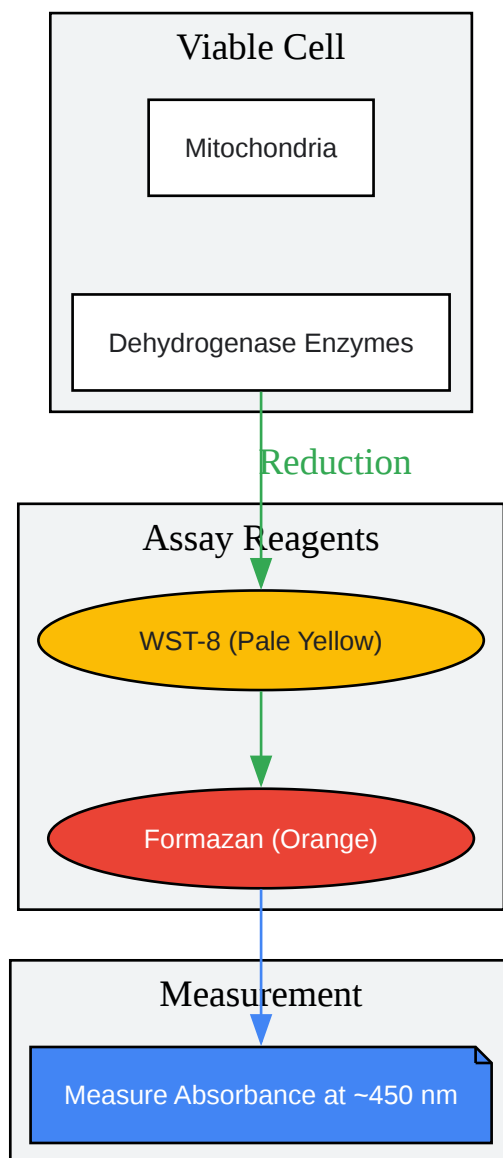 Viable Cell
Mitochondria
Dehydrogenase Enzymes
Reduction
Assay Reagents
WST-8 (Pale Yellow)
Formazan (Orange)
Measurement
Measure Absorbance at ~450 nm